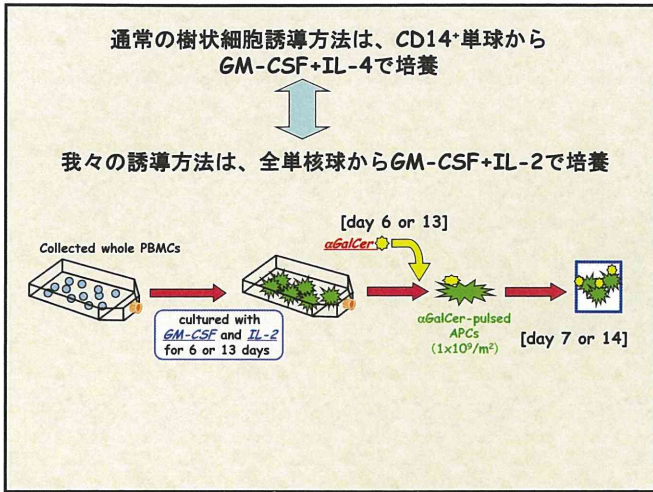 通常の樹状細胞誘導方法は、CD14⁺単球から
GM-CSF+IL-4で培養
我々の誘導方法は、全単核球からGM-CSF+IL-2で培養
[day 6 or 13]
αGalCer
Collected whole PBMCs
cultured with
GM-CSF and IL-2
for 6 or 13 days
αGalCer-pulsed
APCs
(1x10⁹/m²)
[day 7 or 14]